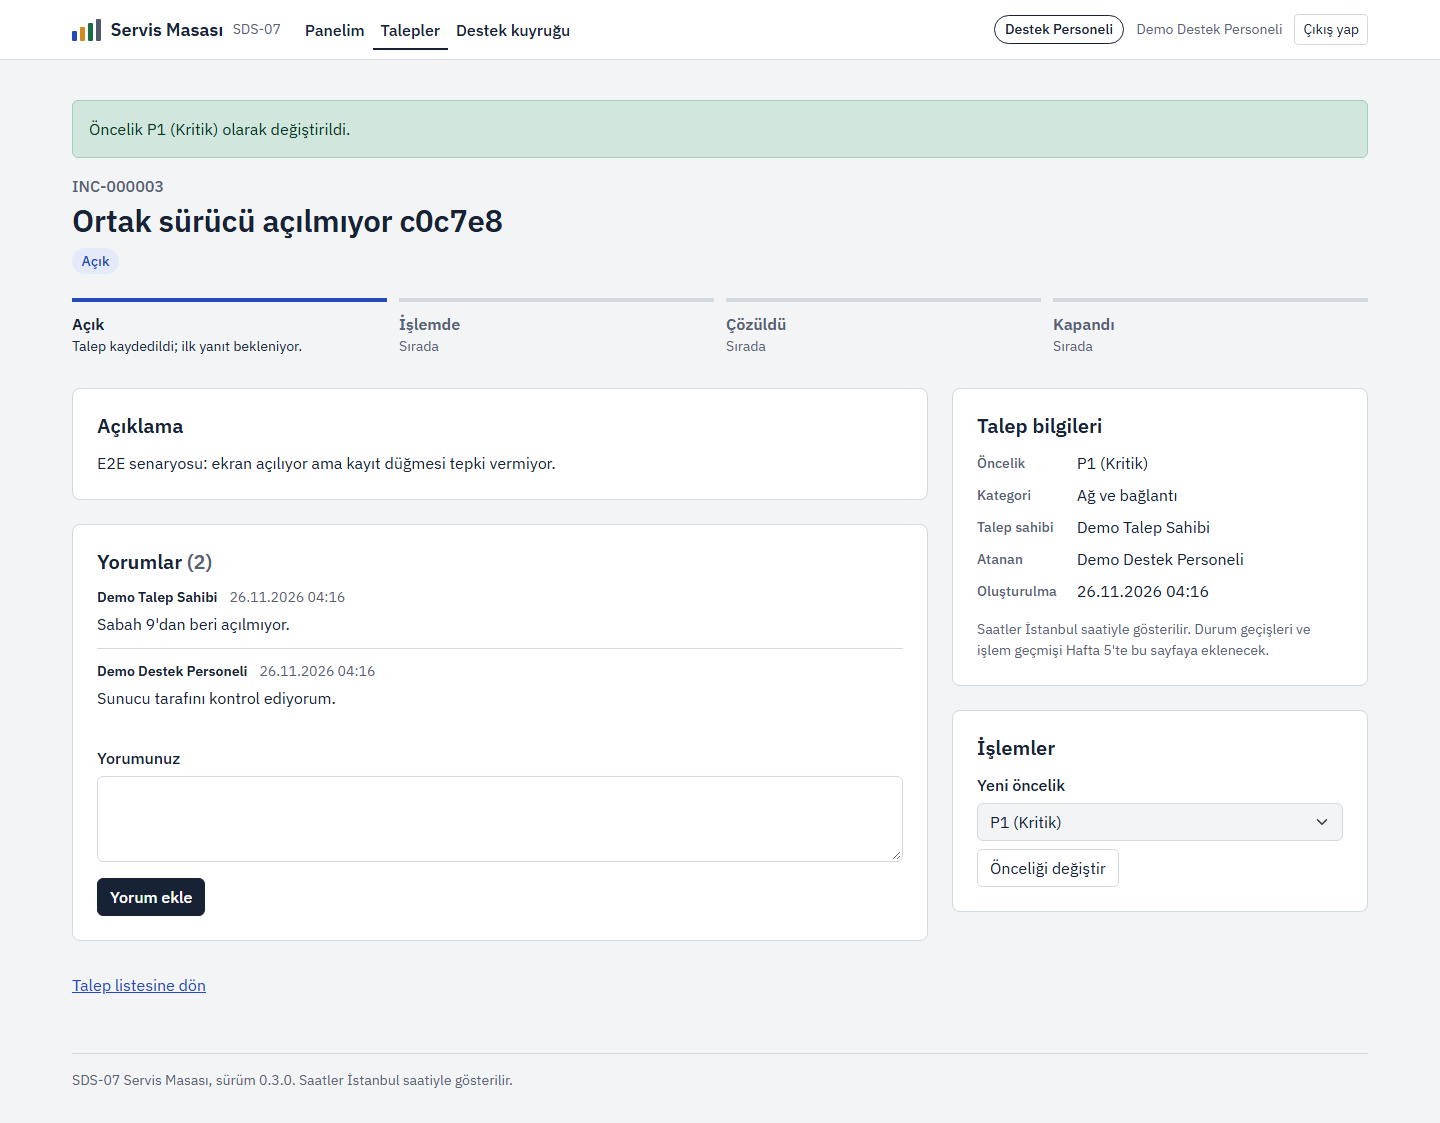 Servis Masası SDS-07 Panelim Talepler Destek kuyruğu Destek Personeli Demo Destek Personeli Çıkış yap
Öncelik P1 (Kritik) olarak değiştirildi.
INC-000003
Ortak sürücü açılmıyor c0c7e8
Açık
Açık
Talep kaydedildi; ilk yanıt bekleniyor.
İşlemde
Sırada
Çözüldü
Sırada
Kapandı
Sırada
Açıklama
E2E senaryosu: ekran açılıyor ama kayıt düğmesi tepki vermiyor.
Yorumlar (2)
Demo Talep Sahibi 26.11.2026 04:16
Sabah 9'dan beri açılmıyor.
Demo Destek Personeli 26.11.2026 04:16
Sunucu tarafını kontrol ediyorum.
Yorumunuz
Yorum ekle
Talep bilgileri
Öncelik P1 (Kritik)
Kategori Ağ ve bağlantı
Talep sahibi Demo Talep Sahibi
Atanan Demo Destek Personeli
Oluşturulma 26.11.2026 04:16
Saatler İstanbul saatiyle gösterilir. Durum geçişleri ve
işlem geçmişi Hafta 5'te bu sayfaya eklenecek.
İşlemler
Yeni öncelik
P1 (Kritik)
Önceliği değiştir
Talep listesine dön
SDS-07 Servis Masası, sürüm 0.3.0. Saatler İstanbul saatiyle gösterilir.